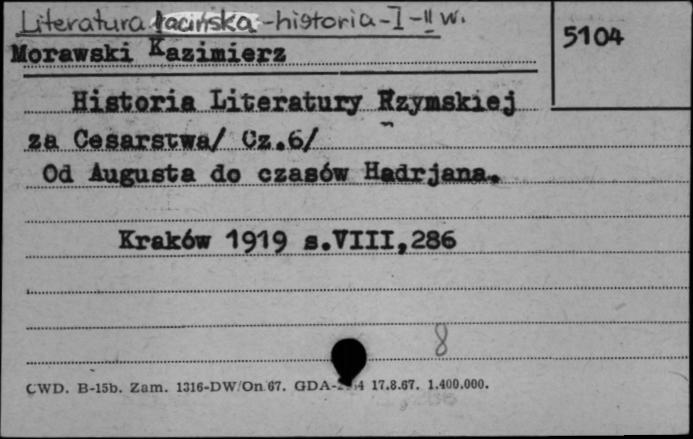 Literatura łacińska - historia - I - II w.
5104
Morawski Kazimierz
Historia Literatury Rzymskiej
za Cesarstwa/ Cz.6/
Od Augusta do czasów Hadrjana.
Kraków 1919 s.VIII,286
8
CWD. B-15b. Zam. 1316-DW/On 67. GDA- 17.8.67. 1.400.000.